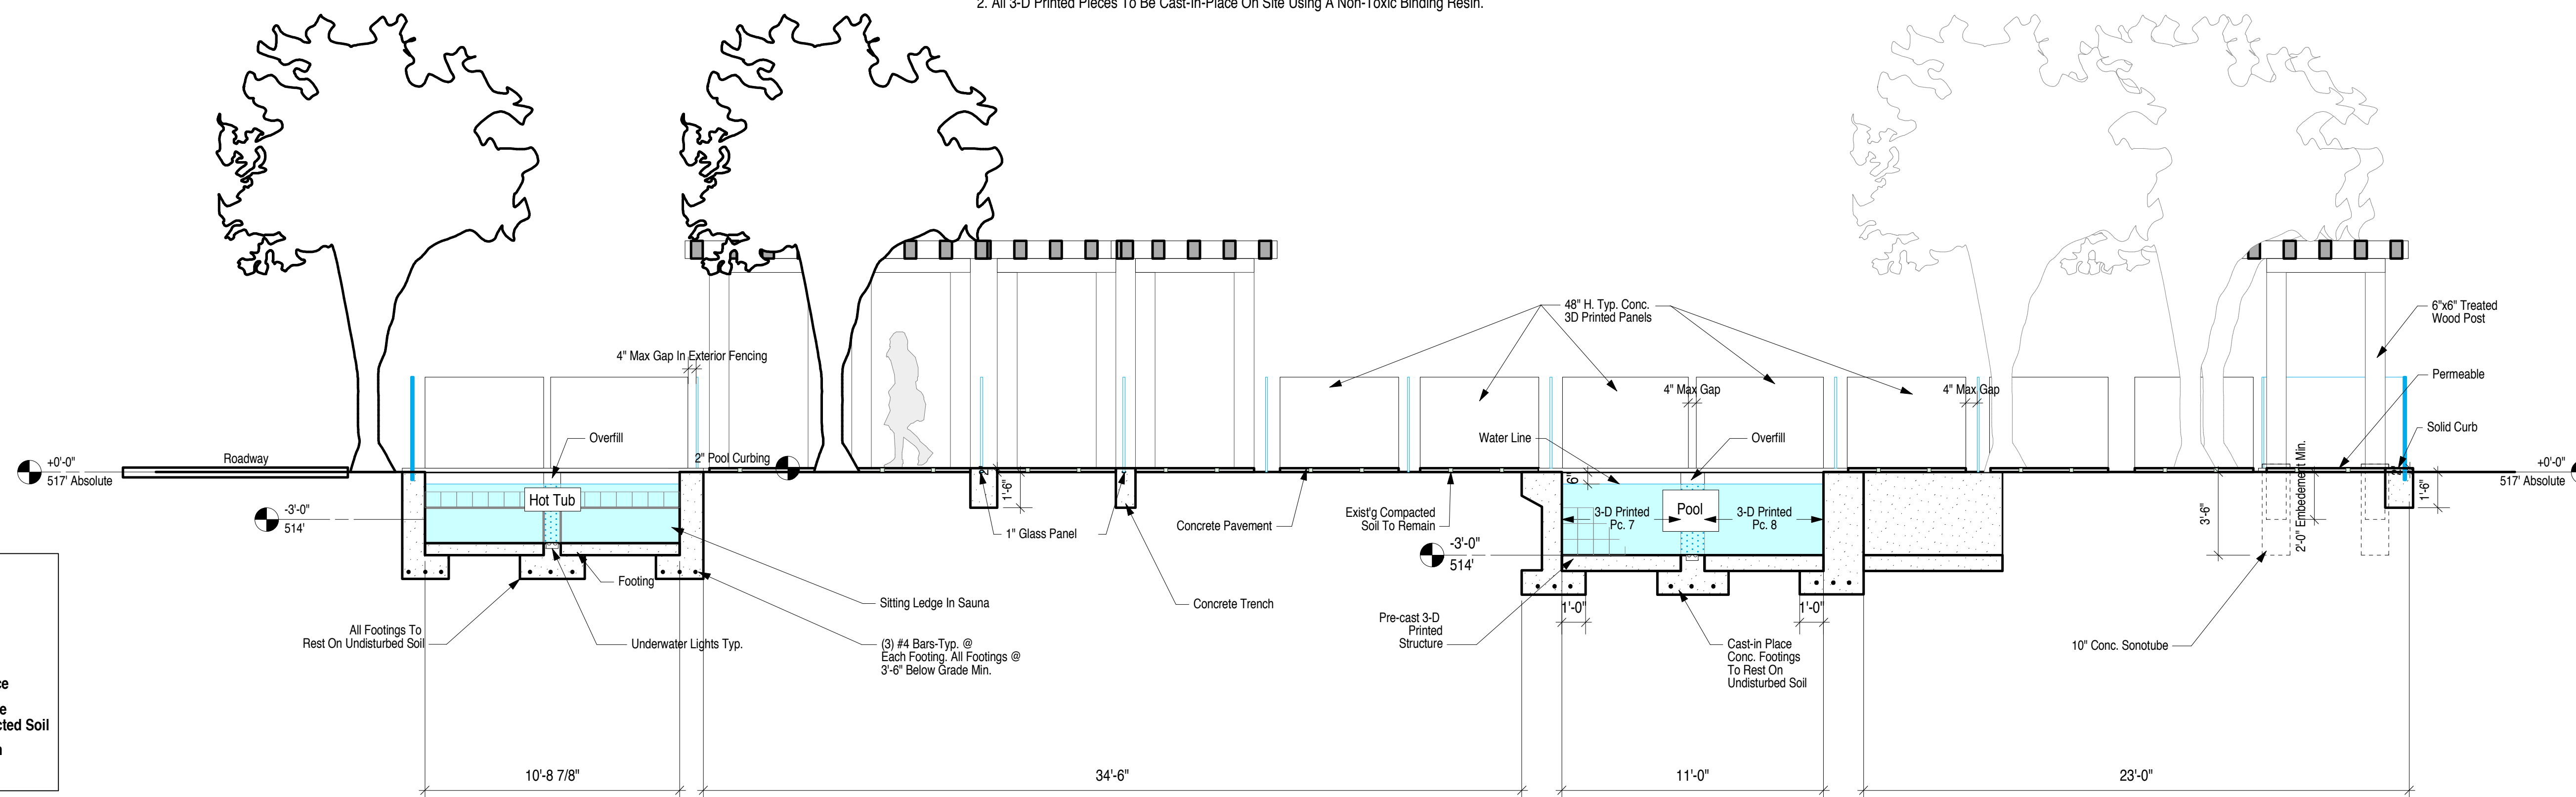 2. All 3-D Printed Pieces To Be Cast-In-Place On Site Using A Non-Toxic Binding Resin.
48" H. Typ. Conc.
3D Printed Panels
6"x6" Treated
Wood Post
4" Max Gap In Exterior Fencing
Permeable
4" Max Gap
4" Max Gap
Solid Curb
Overfill
Water Line
Overfill
+0'-0"
517' Absolute
Roadway
2" Pool Curbing
+0'-0"
517' Absolute
Hot Tub
-3'-0"
514'
2"
1'-6"
1" Glass Panel
Concrete Pavement
Exist'g Compacted
Soil To Remain
6"
3-D Printed
Pc. 7
Pool
3-D Printed
Pc. 8
-3'-0"
514'
3'-6"
2'-0" Embedement Min.
1'-6"
Footing
Sitting Ledge In Sauna
Concrete Trench
1'-0"
1'-0"
All Footings To
Rest On Undisturbed Soil
Underwater Lights Typ.
(3) #4 Bars-Typ. @
Each Footing. All Footings @
3'-6" Below Grade Min.
Pre-cast 3-D
Printed
Structure
Cast-in Place
Conc. Footings
To Rest On
Undisturbed Soil
10" Conc. Sonotube
cted Soil
10'-8 7/8"
34'-6"
11'-0"
23'-0"